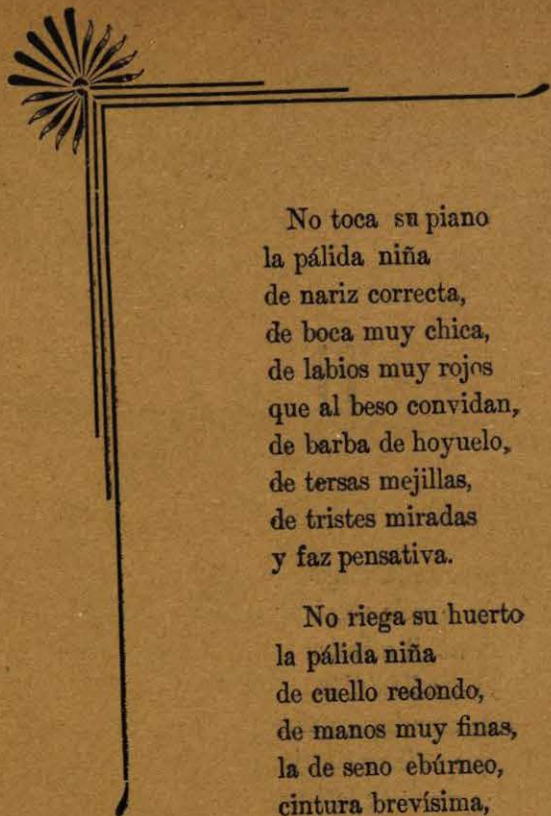 No toca su piano
la pálida niña
de nariz correcta,
de boca muy chica,
de labios muy rojos
que al beso convidan,
de barba de hoyuelo,
de tersas mejillas,
de tristes miradas
y faz pensativa.
No riega su huerto
la pálida niña
de cuello redondo,
de manos muy finas,
la de seno ebúrneo,
cintura brevísima,